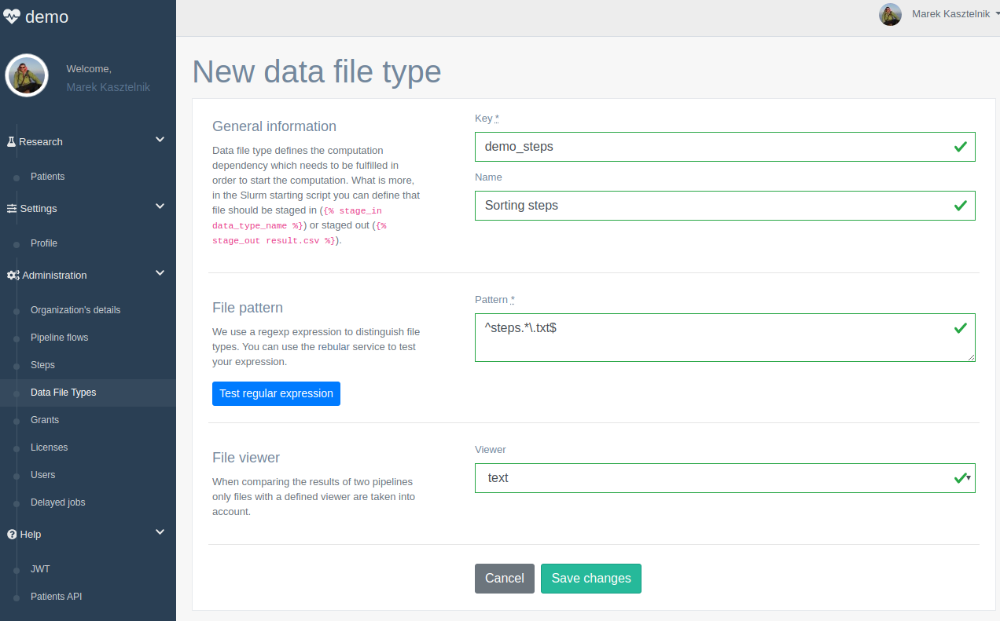 demo
Marek Kasztelnik
Welcome,
Marek Kasztelnik
Research
Patients
Settings
Profile
Administration
Organization's details
Pipeline flows
Steps
Data File Types
Grants
Licenses
Users
Delayed jobs
Help
JWT
Patients API
New data file type
General information
Data file type defines the computation
dependency which needs to be fulfilled in
order to start the computation. What is more,
in the Slurm starting script you can define that
file should be staged in ({% stage_in
data_type_name %}) or staged out ({%
stage_out result.csv %}).
Key *
demo_steps
Name
Sorting steps
File pattern
We use a regexp expression to distinguish file
types. You can use the rebular service to test
your expression.
Test regular expression
Pattern *
^steps.*\.txt$
File viewer
When comparing the results of two pipelines
only files with a defined viewer are taken into
account.
Viewer
text
Cancel
Save changes